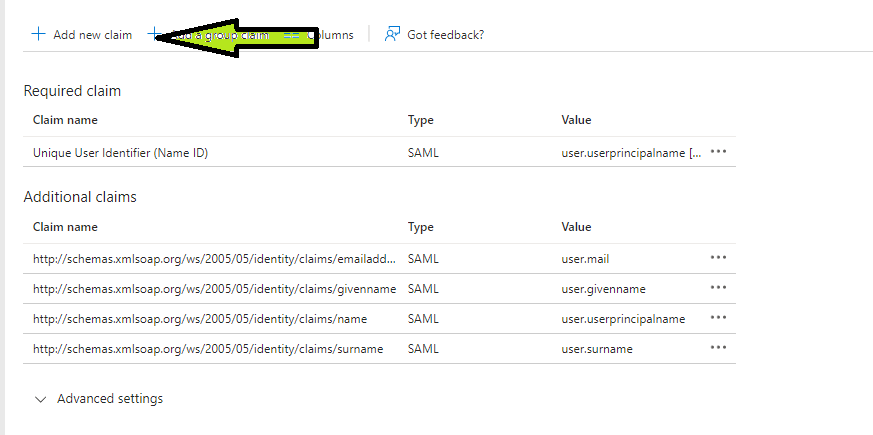 Add new claim Add a group claim Columns Got feedback?
Required claim
Claim name Type Value
Unique User Identifier (Name ID) SAML user.userprincipalname [...
Additional claims
Claim name Type Value
http://schemas.xmlsoap.org/ws/2005/05/identity/claims/emailadd... SAML user.mail
http://schemas.xmlsoap.org/ws/2005/05/identity/claims/givenname SAML user.givenname
http://schemas.xmlsoap.org/ws/2005/05/identity/claims/name SAML user.userprincipalname
http://schemas.xmlsoap.org/ws/2005/05/identity/claims/surname SAML user.surname
Advanced settings